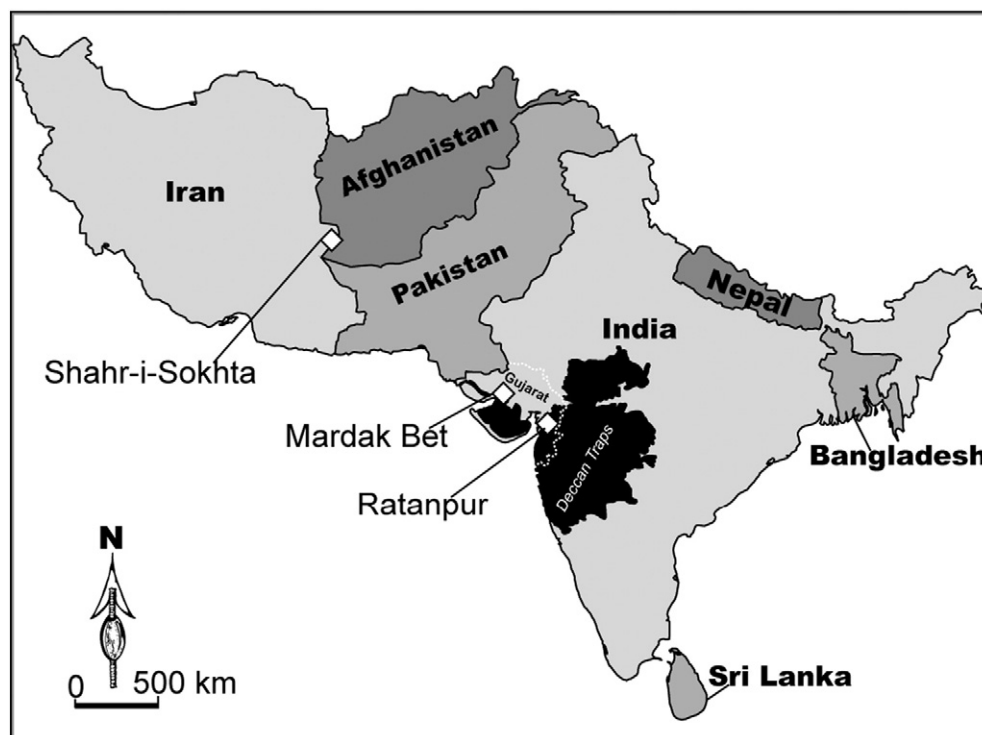 Afghanistan
Iran
Pakistan
Nepal
India
Shahr-i-Sokhta
Gujarat
Mardak Bet
Bangladesh
Deccan Traps
Ratanpur
N
Sri Lanka
0 500 km